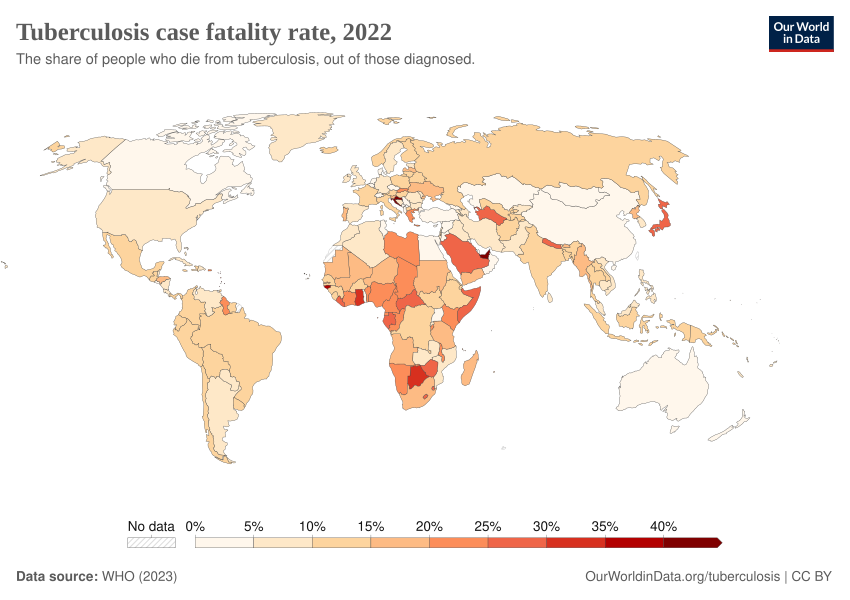 Tuberculosis case fatality rate, 2022
The share of people who die from tuberculosis, out of those diagnosed.
Our World
in Data
No data 0% 5% 10% 15% 20% 25% 30% 35% 40%
Data source: WHO (2023)
OurWorldinData.org/tuberculosis | CC BY